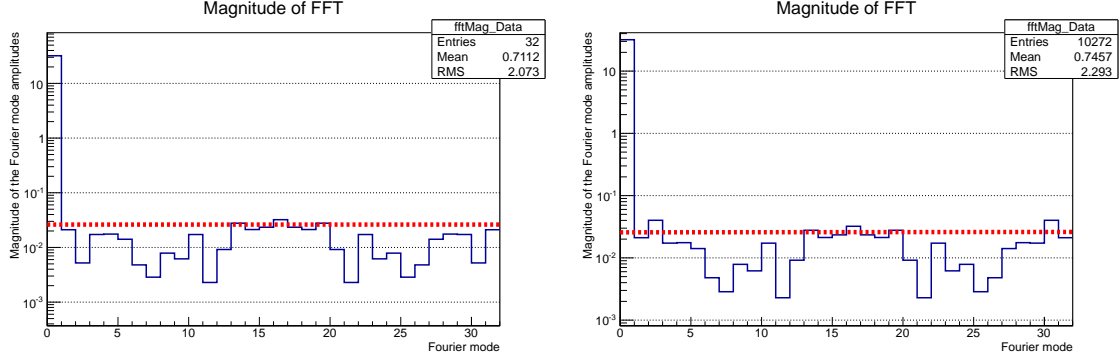 Magnitude of FFT
fftMag_Data
Entries 32
Mean 0.7112
RMS 2.073
Magnitude of the Fourier mode amplitudes
10
1
10^-1
10^-2
10^-3
0 5 10 15 20 25 30
Fourier mode
Magnitude of FFT
fftMag_Data
Entries 10272
Mean 0.7457
RMS 2.293
Magnitude of the Fourier mode amplitudes
10
1
10^-1
10^-2
10^-3
0 5 10 15 20 25 30
Fourier mode